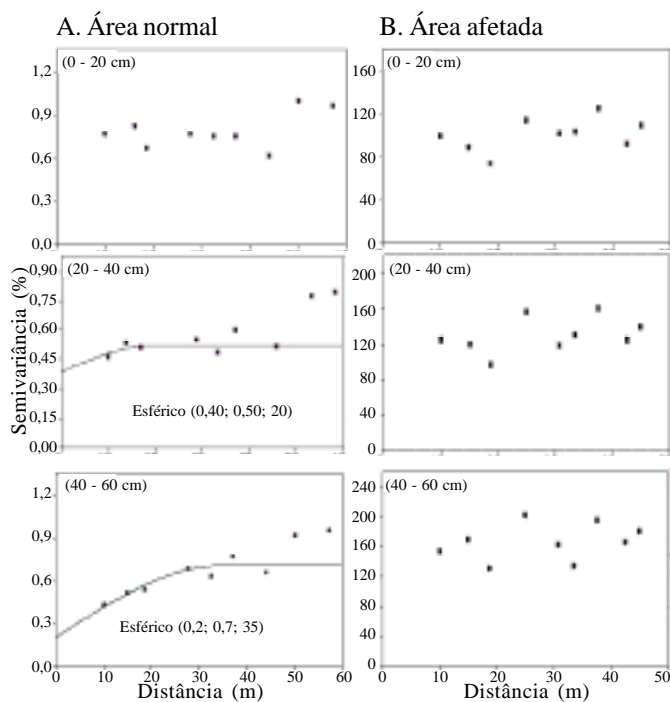 A. Área normal
B. Área afetada
(0 - 20 cm)
1,2
0,9
0,6
0,3
0,0
(0 - 20 cm)
160
120
80
40
0
Semivariância (%)
(20 - 40 cm)
0,90
0,75
0,60
0,45
0,30
0,15
0,00
Esférico (0,40; 0,50; 20)
(20 - 40 cm)
200
160
120
80
40
0
(40 - 60 cm)
1,2
0,9
0,6
0,3
0,0
Esférico (0,2; 0,7; 35)
0 10 20 30 40 50 60
Distância (m)
(40 - 60 cm)
240
200
160
120
80
40
0
0 10 20 30 40 50
Distância (m)